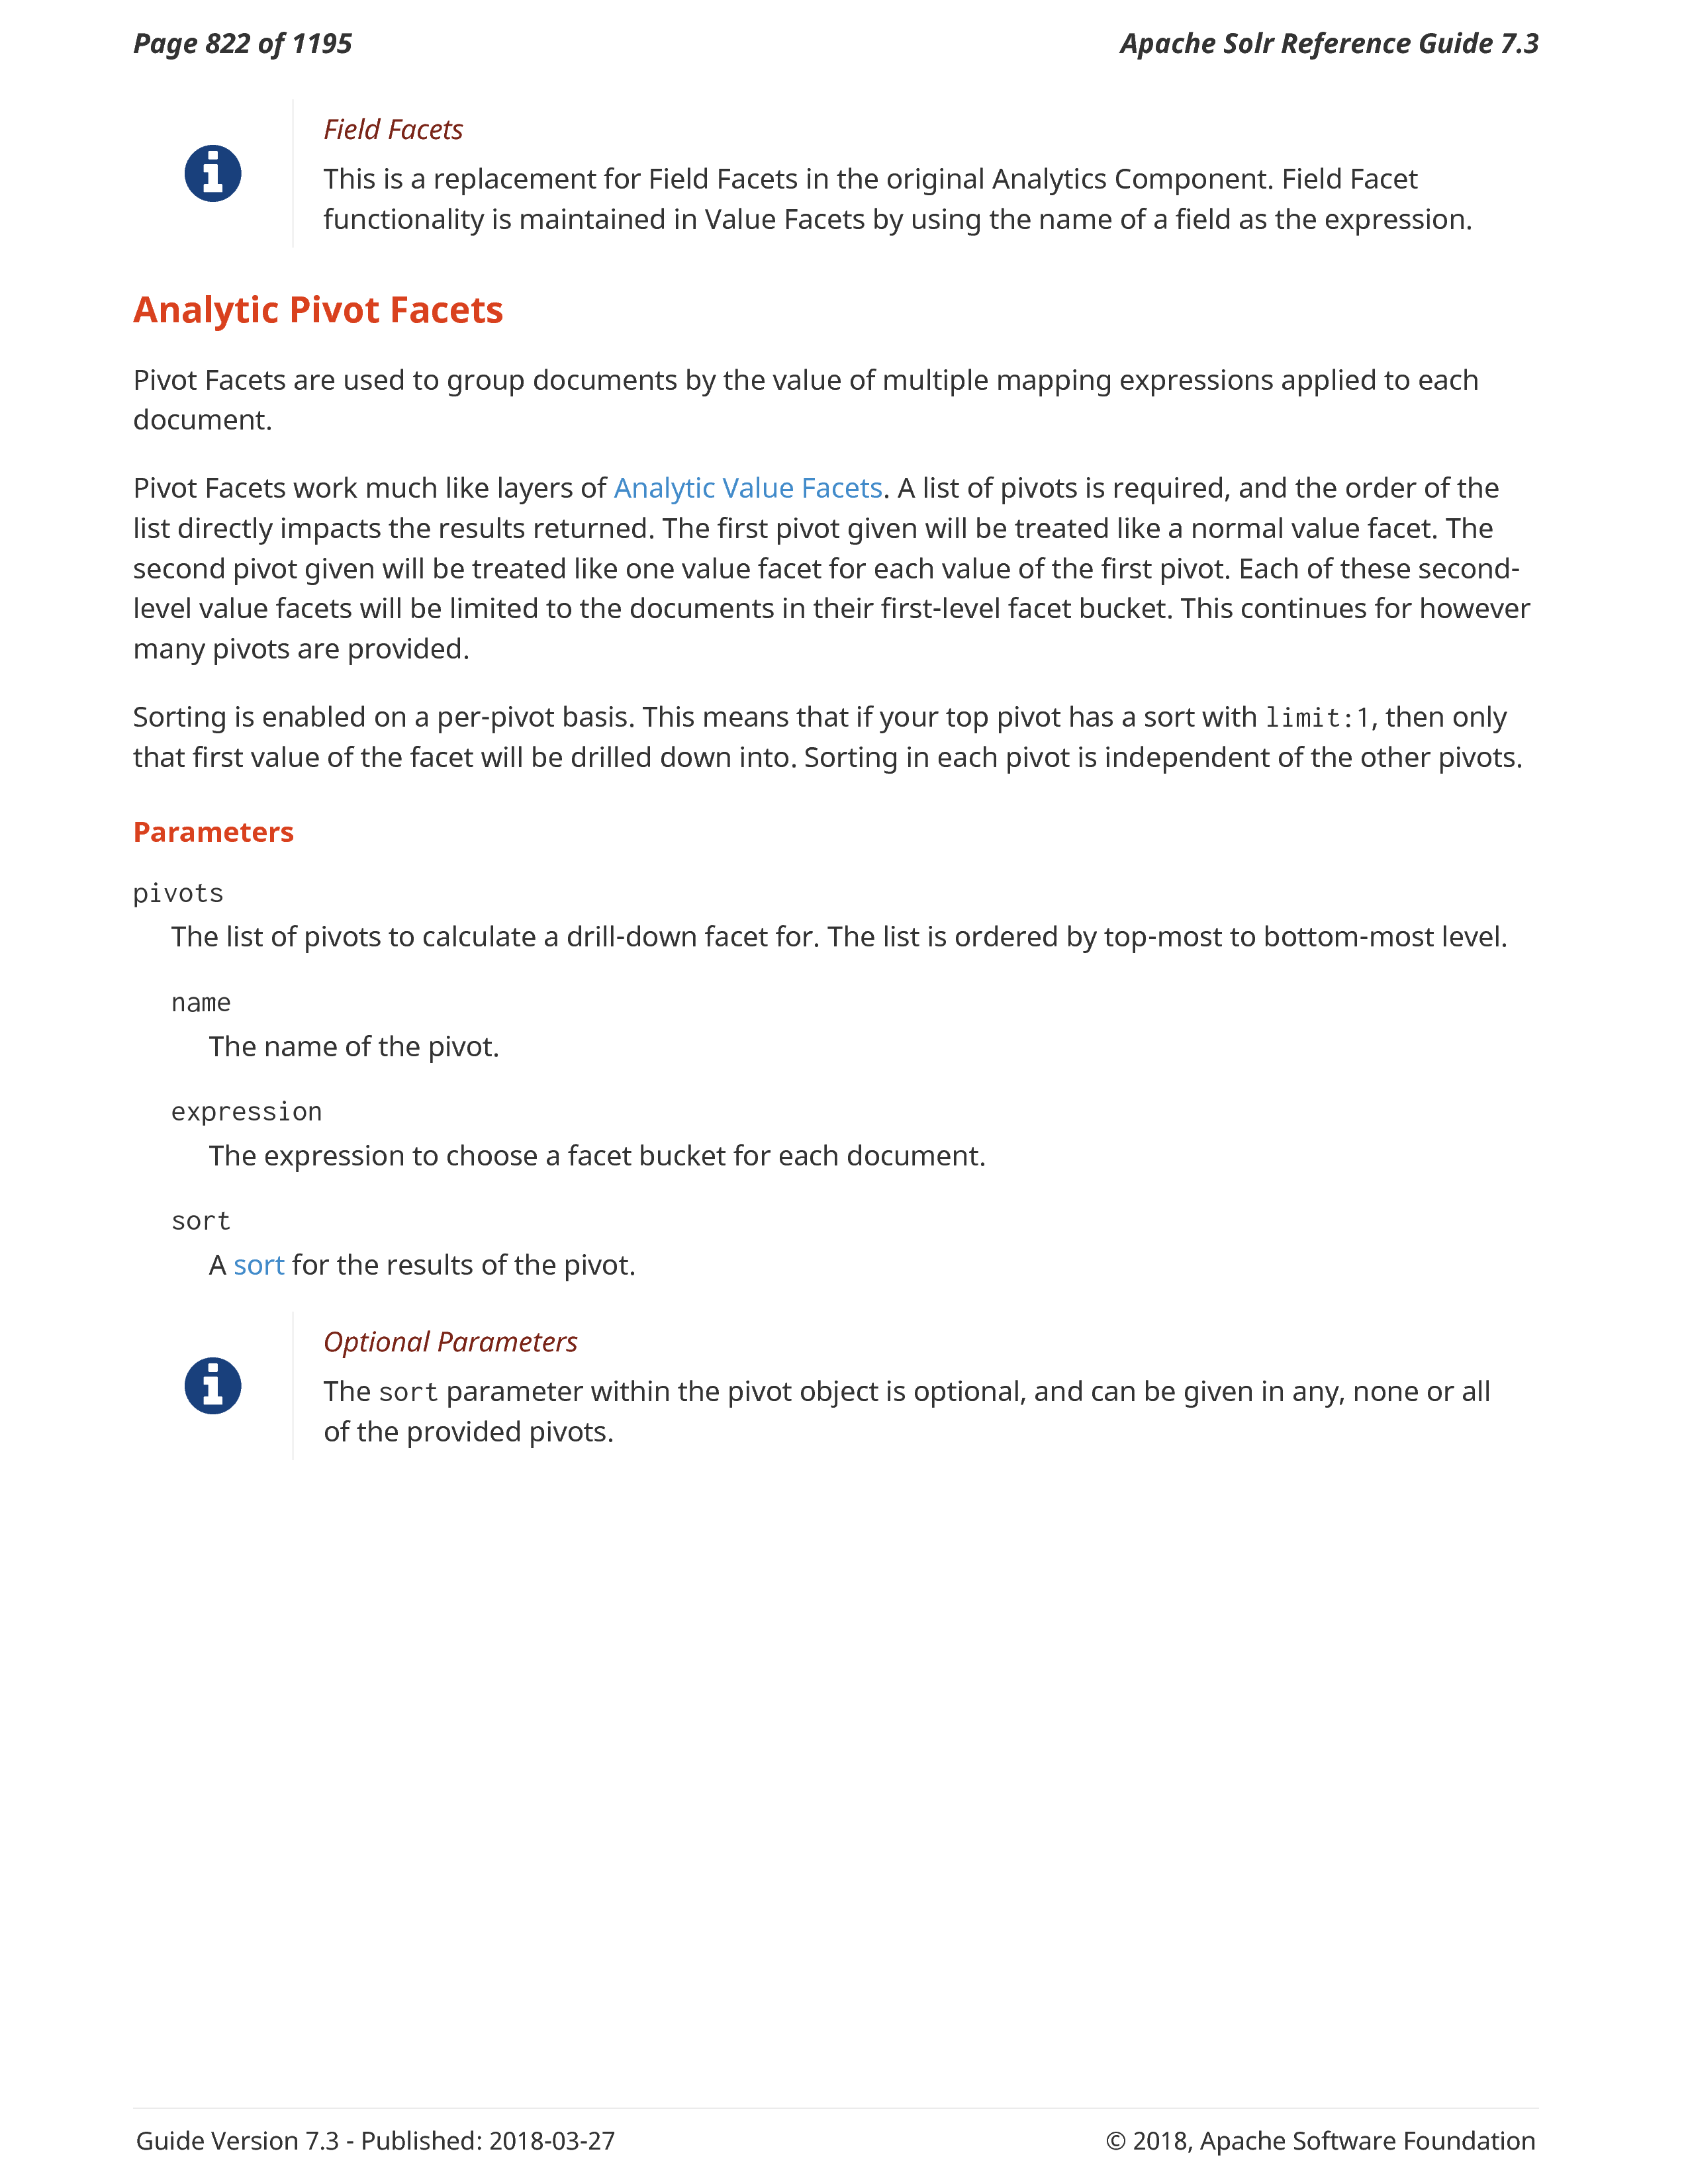 Page 822 of 1195
Apache Solr Reference Guide 7.3
Field Facets
This is a replacement for Field Facets in the original Analytics Component. Field Facet
functionality is maintained in Value Facets by using the name of a field as the expression.
Analytic Pivot Facets
Pivot Facets are used to group documents by the value of multiple mapping expressions applied to each
document.
Pivot Facets work much like layers of Analytic Value Facets. A list of pivots is required, and the order of the
list directly impacts the results returned. The first pivot given will be treated like a normal value facet. The
second pivot given will be treated like one value facet for each value of the first pivot. Each of these second-
level value facets will be limited to the documents in their first-level facet bucket. This continues for however
many pivots are provided.
Sorting is enabled on a per-pivot basis. This means that if your top pivot has a sort with limit:1, then only
that first value of the facet will be drilled down into. Sorting in each pivot is independent of the other pivots.
Parameters
pivots
The list of pivots to calculate a drill-down facet for. The list is ordered by top-most to bottom-most level.
name
The name of the pivot.
expression
The expression to choose a facet bucket for each document.
sort
A sort for the results of the pivot.
Optional Parameters
The sort parameter within the pivot object is optional, and can be given in any, none or all
of the provided pivots.
Guide Version 7.3 - Published: 2018-03-27
© 2018, Apache Software Foundation